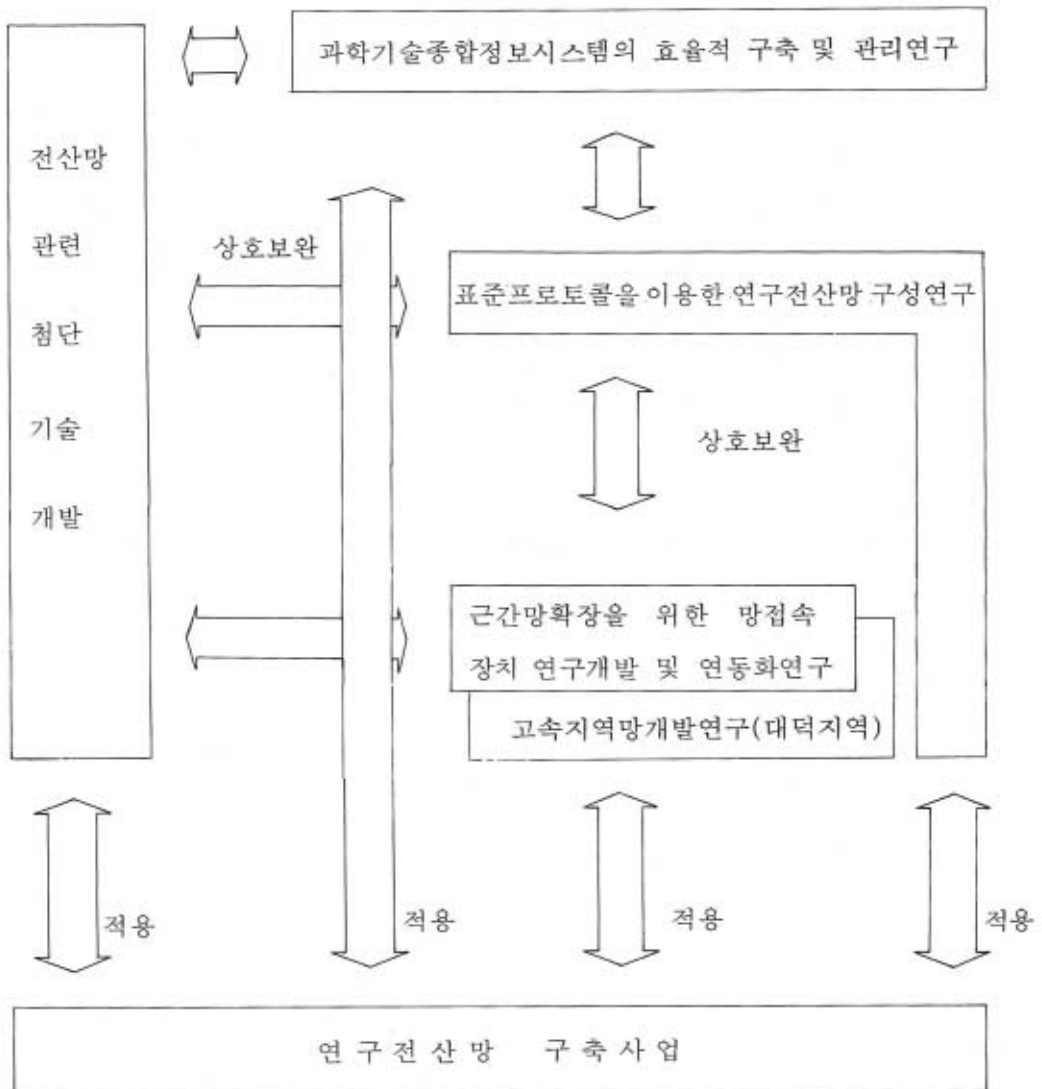 과학기술종합정보시스템의 효율적 구축 및 관리연구
전산망
관련
첨단
기술
개발
상호보완
표준프로토콜을 이용한 연구전산망 구성연구
상호보완
근간망확장을 위한 망접속
장치 연구개발 및 연동화연구
고속지역망개발연구(대덕지역)
적용
적용
적용
적용
연구전산망 구축사업